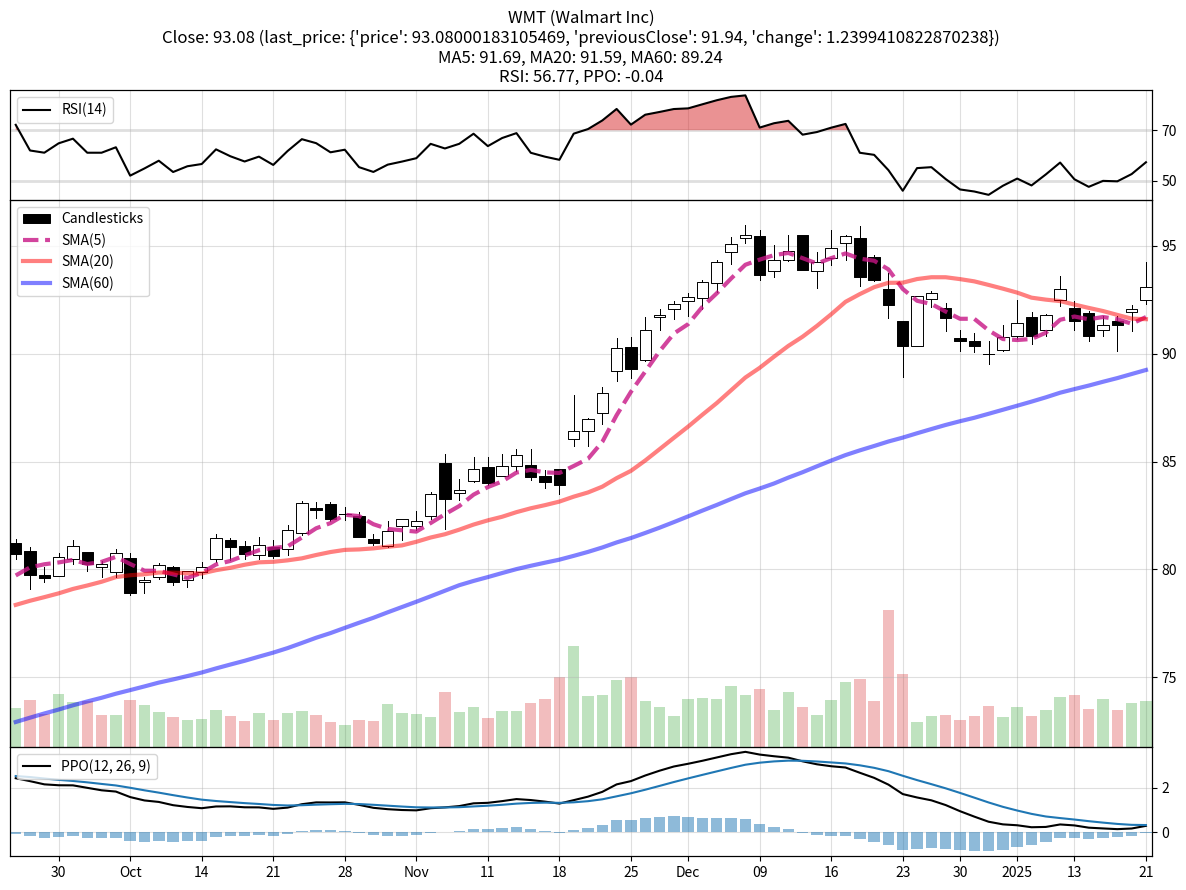 WMT (Walmart Inc)
Close: 93.08 (last_price: {'price': 93.08000183105469, 'previousClose': 91.94, 'change': 1.2399410822870238})
MA5: 91.69, MA20: 91.59, MA60: 89.24
RSI: 56.77, PPO: -0.04
RSI(14)
70
50
Candlesticks
SMA(5)
SMA(20)
SMA(60)
95
90
85
80
75
PPO(12, 26, 9)
2
0
30 Oct 14 21 28 Nov 11 18 25 Dec 09 16 23 30 2025 13 21